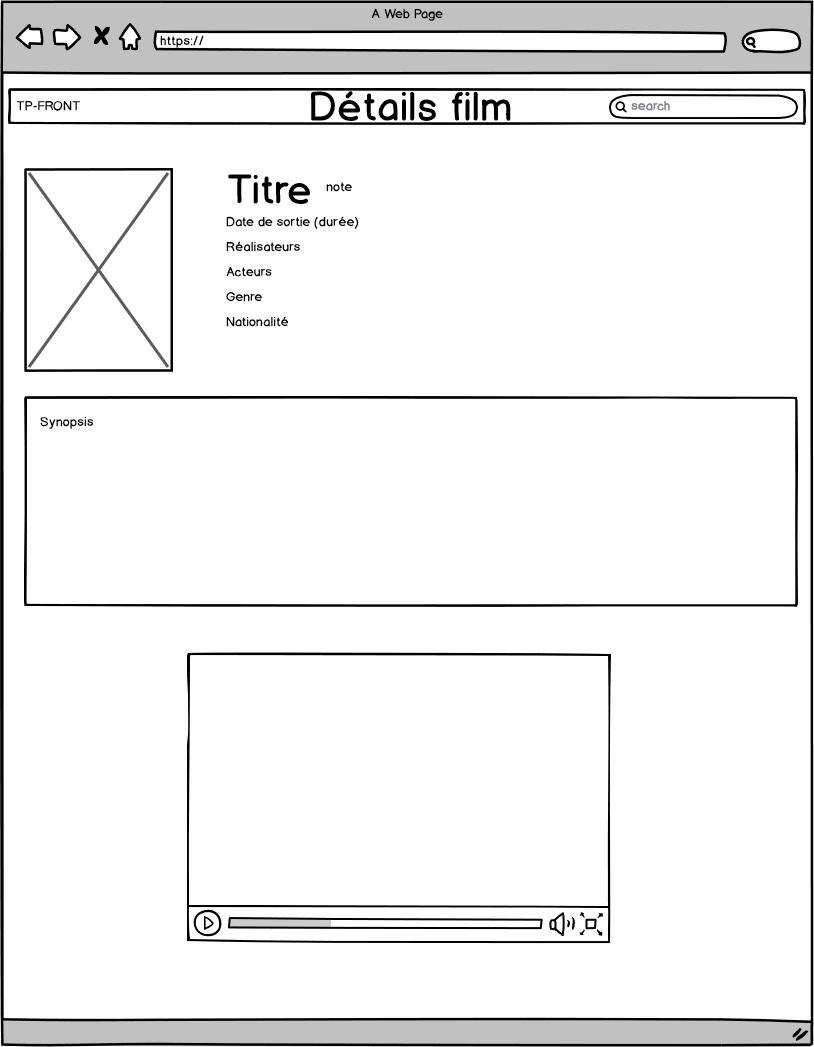 A Web Page
https://
TP-FRONT
Détails film
search
Titre note
Date de sortie (durée)
Réalisateurs
Acteurs
Genre
Nationalité
Synopsis